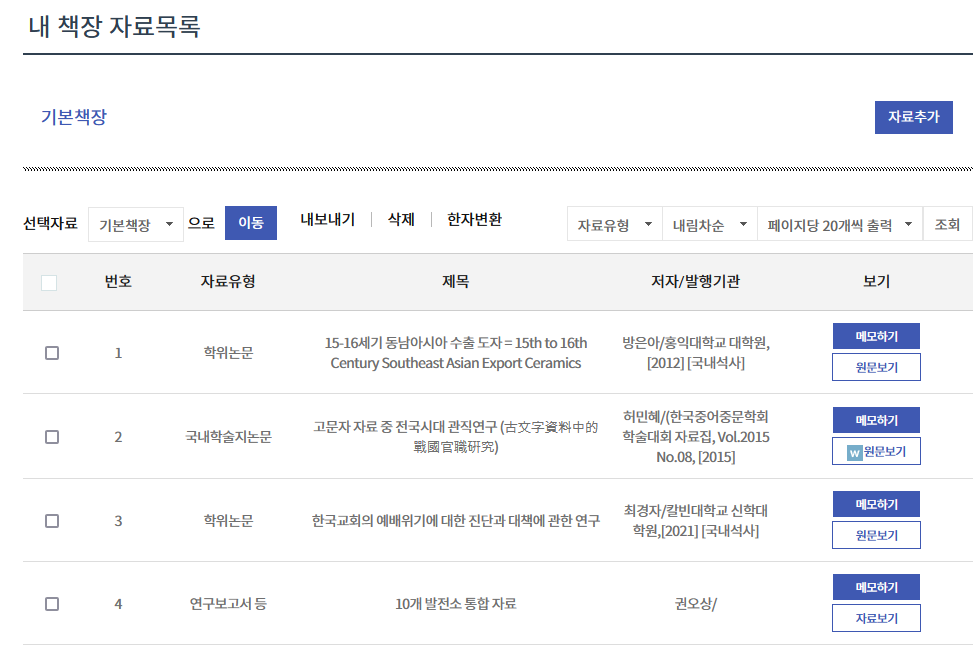 내 책장 자료목록
기본책장
자료추가
선택자료 기본책장 으로 이동 내보내기 삭제 한자변환 자료유형 내림차순 페이지당 20개씩 출력 조회
번호 자료유형 제목 저자/발행기관 보기
1 학위논문 15-16세기 동남아시아 수출 도자 = 15th to 16th
Century Southeast Asian Export Ceramics
방은아/홍익대학교 대학원,
[2012] [국내석사]
메모하기
원문보기
2 국내학술지논문 고문자 자료 중 전국시대 관직연구 (古文字資料中的
戰國官職研究)
허민혜/(한국중어중문학회
학술대회 자료집, Vol.2015
No.08, [2015]
메모하기
W 원문보기
3 학위논문 한국교회의 예배위기에 대한 진단과 대책에 관한 연구
최경자/칼빈대학교 신학대
학원,[2021] [국내석사]
메모하기
원문보기
4 연구보고서 등 10개 발전소 통합 자료 권오상/
메모하기
자료보기